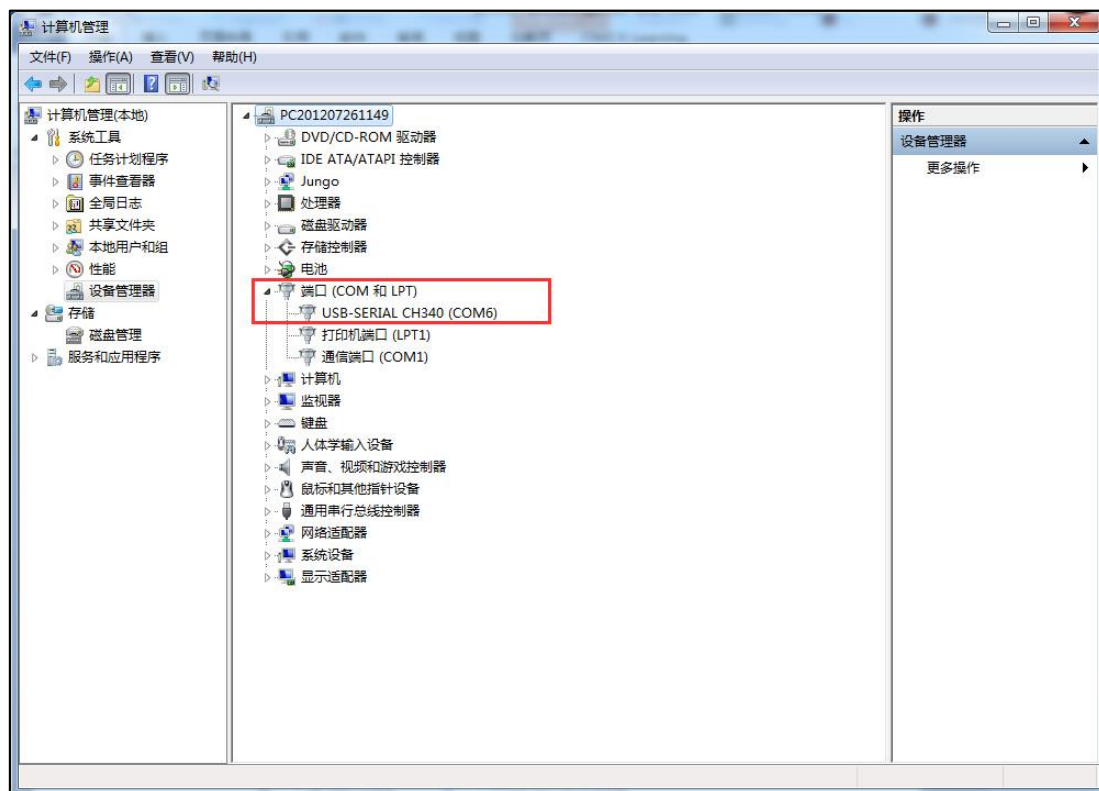 计算机管理
文件(F) 操作(A) 查看(V) 帮助(H)
计算机管理(本地)
系统工具
任务计划程序
事件查看器
全局日志
共享文件夹
本地用户和组
性能
设备管理器
存储
磁盘管理
服务和应用程序
PC201207261149
DVD/CD-ROM 驱动器
IDE ATA/ATAPI 控制器
Jungo
处理器
磁盘驱动器
存储控制器
电池
端口 (COM 和 LPT)
USB-SERIAL CH340 (COM6)
打印机端口 (LPT1)
通信端口 (COM1)
计算机
监视器
键盘
人体学输入设备
声音、视频和游戏控制器
鼠标和其他指针设备
通用串行总线控制器
网络适配器
系统设备
显示适配器
操作
设备管理器
更多操作